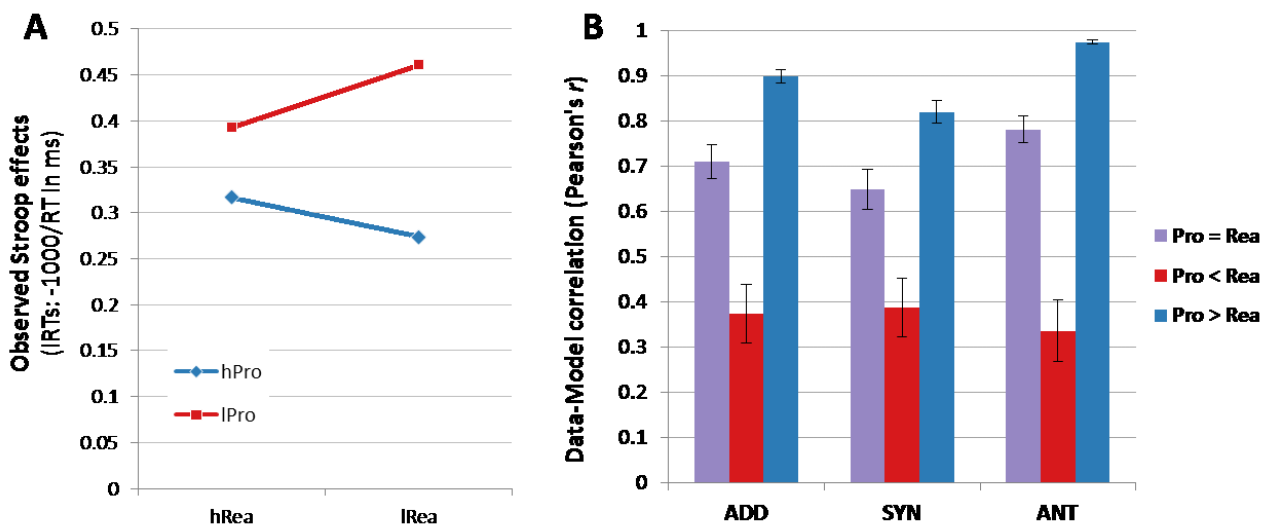 A
Observed Stroop effects
(IRTs: -1000/RT In ms)
0.5
0.45
0.4
0.35
0.3
0.25
0.2
0.15
0.1
0.05
0
hPro
lPro
hRea
lRea
B
Data-Model correlation (Pearson's r)
1
0.9
0.8
0.7
0.6
0.5
0.4
0.3
0.2
0.1
0
ADD
SYN
ANT
Pro = Rea
Pro < Rea
Pro > Rea